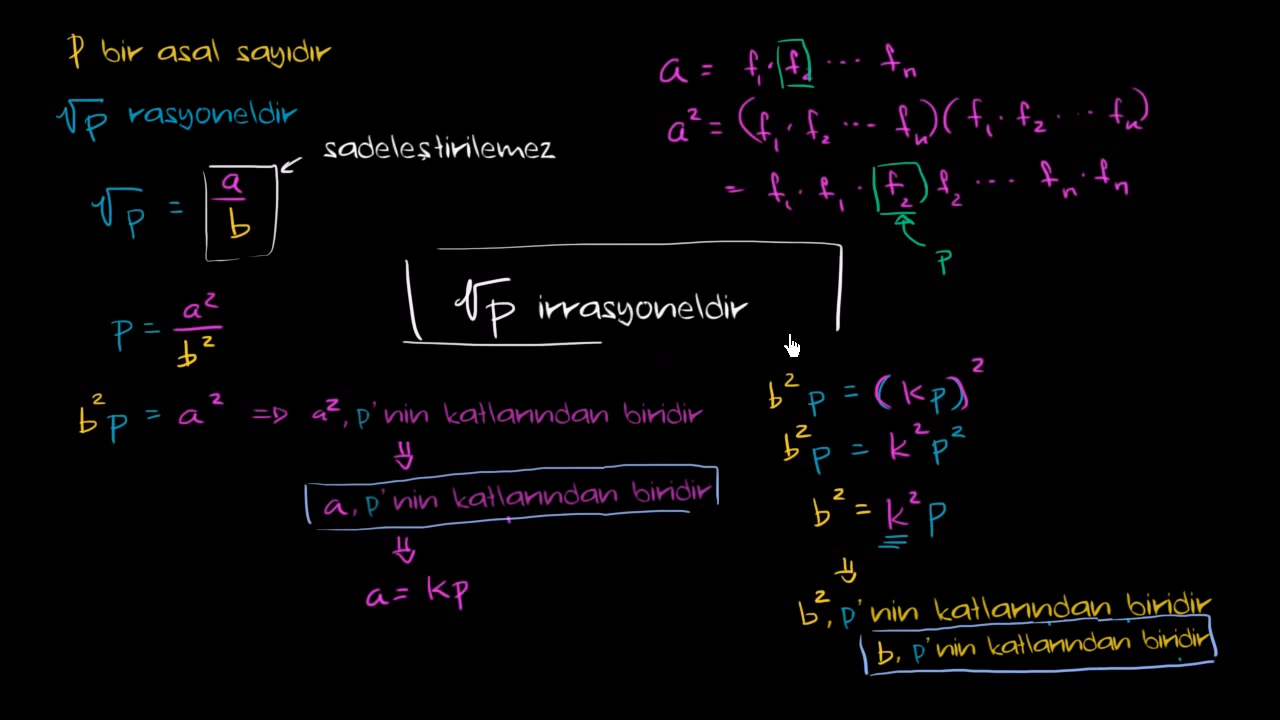 p bir asal sayıdır
√p rasyoneldir
sadeleştirilemez
√p = a/b
p = a²/b²
b²p = a² => a², p'nin katlarından biridir
⇓
a, p'nin katlarından biridir
⇓
a = kp
a = f₁ · f₂ ... fₙ
a² = (f₁ · f₂ ... fₙ)(f₁ · f₂ ... fₙ)
= f₁ · f₁ · f₂) f₂ ... fₙ · fₙ
p
√p irrasyoneldir
b²p = (kp)²
b²p = k²p²
b² = k²p
⇓
b², p'nin katlarından biridir
b, p'nin katlarından biridir